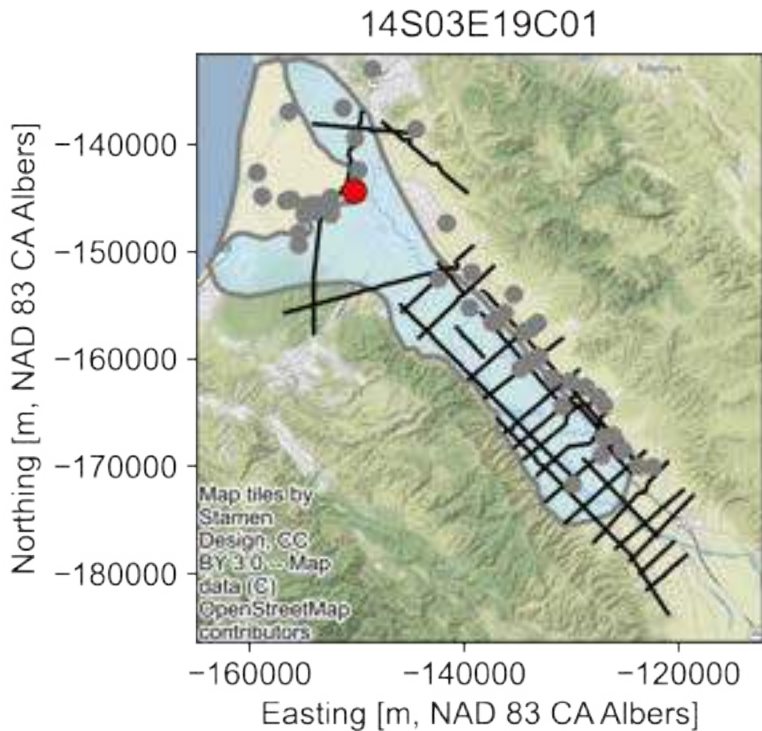 14S03E19C01
Northing [m, NAD 83 CA Albers]
−140000
−150000
−160000
−170000
−180000
Map tiles by
Stamen
Design, CC
BY 3.0 -- Map
data (C)
OpenStreetMap
contributors
−160000
−140000
−120000
Easting [m, NAD 83 CA Albers]